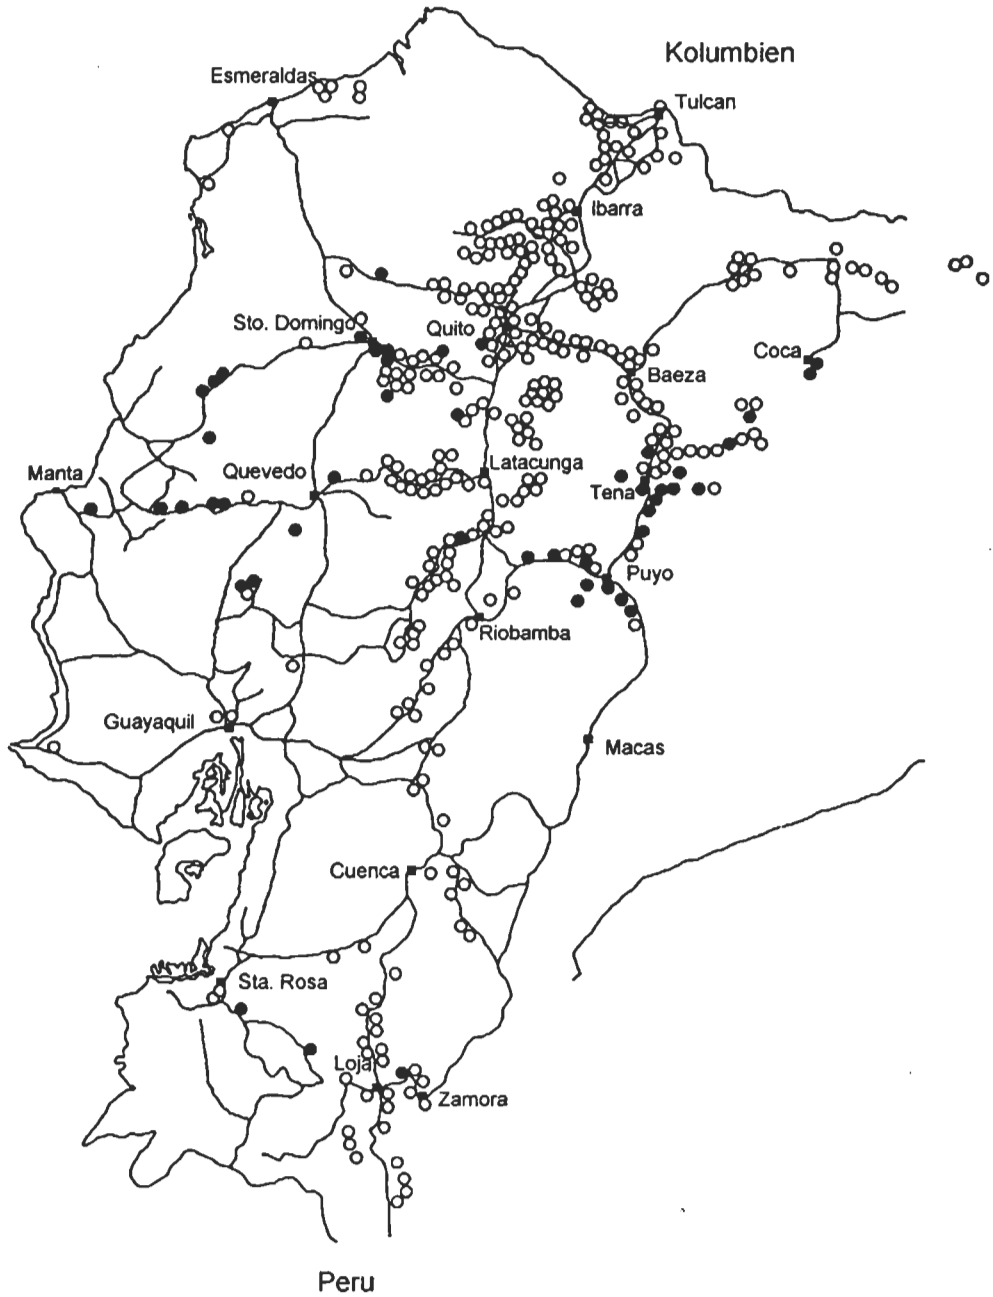 Kolumbien
Esmeraldas
Tulcan
Ibarra
Sto. Domingo
Quito
Coca
Baeza
Manta
Quevedo
Latacunga
Tena
Puyo
Riobamba
Guayaquil
Macas
Cuenca
Sta. Rosa
Loja
Zamora
Peru